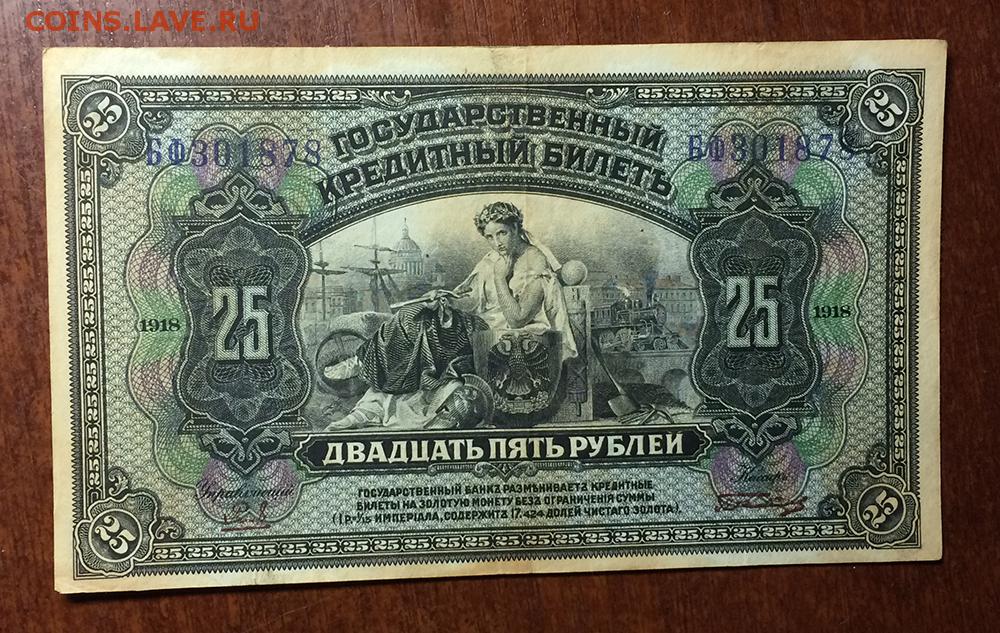 COINS.LAVE.РУ
25 25
БФ301878 БФ301878
ГОСУДАРСТВЕННЫЙ
КРЕДИТНЫЙ БИЛЕТЪ
1918 25 25 1918
ДВАДЦАТЬ ПЯТЬ РУБЛЕЙ
Управляющій Кассиръ
ГОСУДАРСТВЕННЫЙ БАНКЪ РАЗМѢНИВАЕТЪ КРЕДИТНЫЕ
БИЛЕТЫ НА ЗОЛОТУЮ МОНЕТУ БЕЗЪ ОГРАНИЧЕНІЯ СУММЫ
(1 р.=1/15 ИМПЕРІАЛА, СОДЕРЖИТЪ 17.424 ДОЛЕЙ ЧИСТАГО ЗОЛОТА).
25 25